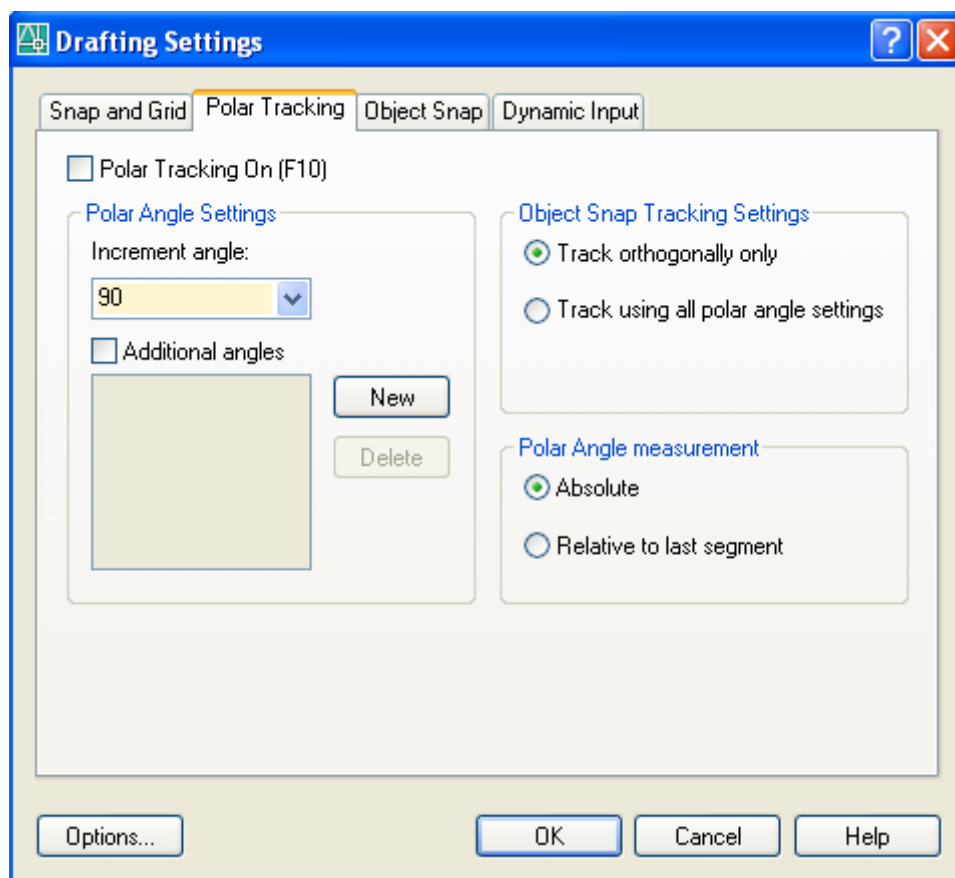 Drafting Settings
Snap and Grid Polar Tracking Object Snap Dynamic Input
Polar Tracking On (F10)
Polar Angle Settings
Increment angle:
90
Additional angles
New
Delete
Object Snap Tracking Settings
Track orthogonally only
Track using all polar angle settings
Polar Angle measurement
Absolute
Relative to last segment
Options... OK Cancel Help